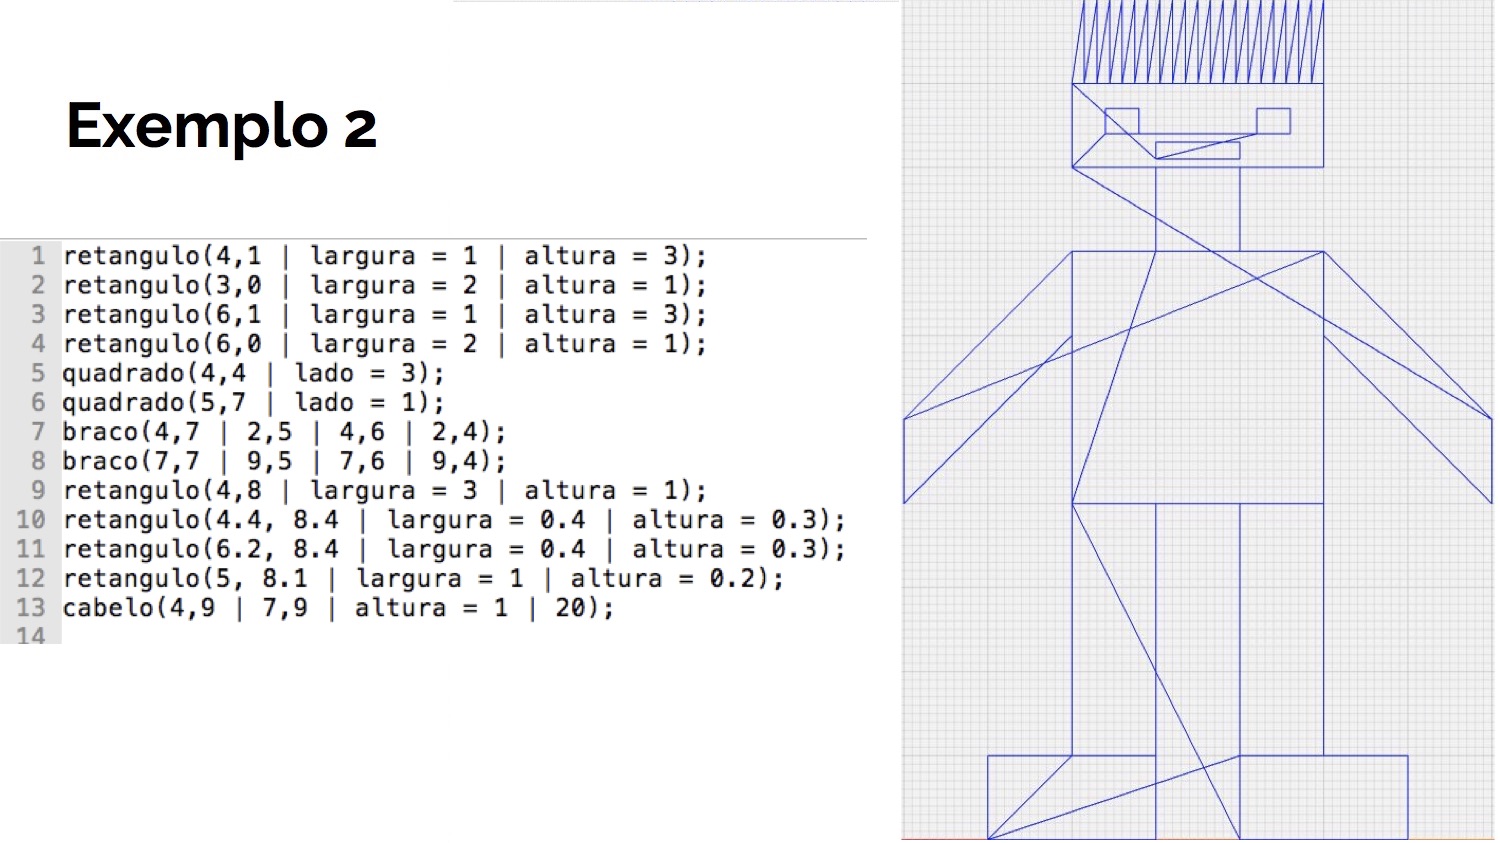 Exemplo 2
1 retangulo(4,1 | largura = 1 | altura = 3);
2 retangulo(3,0 | largura = 2 | altura = 1);
3 retangulo(6,1 | largura = 1 | altura = 3);
4 retangulo(6,0 | largura = 2 | altura = 1);
5 quadrado(4,4 | lado = 3);
6 quadrado(5,7 | lado = 1);
7 braco(4,7 | 2,5 | 4,6 | 2,4);
8 braco(7,7 | 9,5 | 7,6 | 9,4);
9 retangulo(4,8 | largura = 3 | altura = 1);
10 retangulo(4.4, 8.4 | largura = 0.4 | altura = 0.3);
11 retangulo(6.2, 8.4 | largura = 0.4 | altura = 0.3);
12 retangulo(5, 8.1 | largura = 1 | altura = 0.2);
13 cabelo(4,9 | 7,9 | altura = 1 | 20);
14